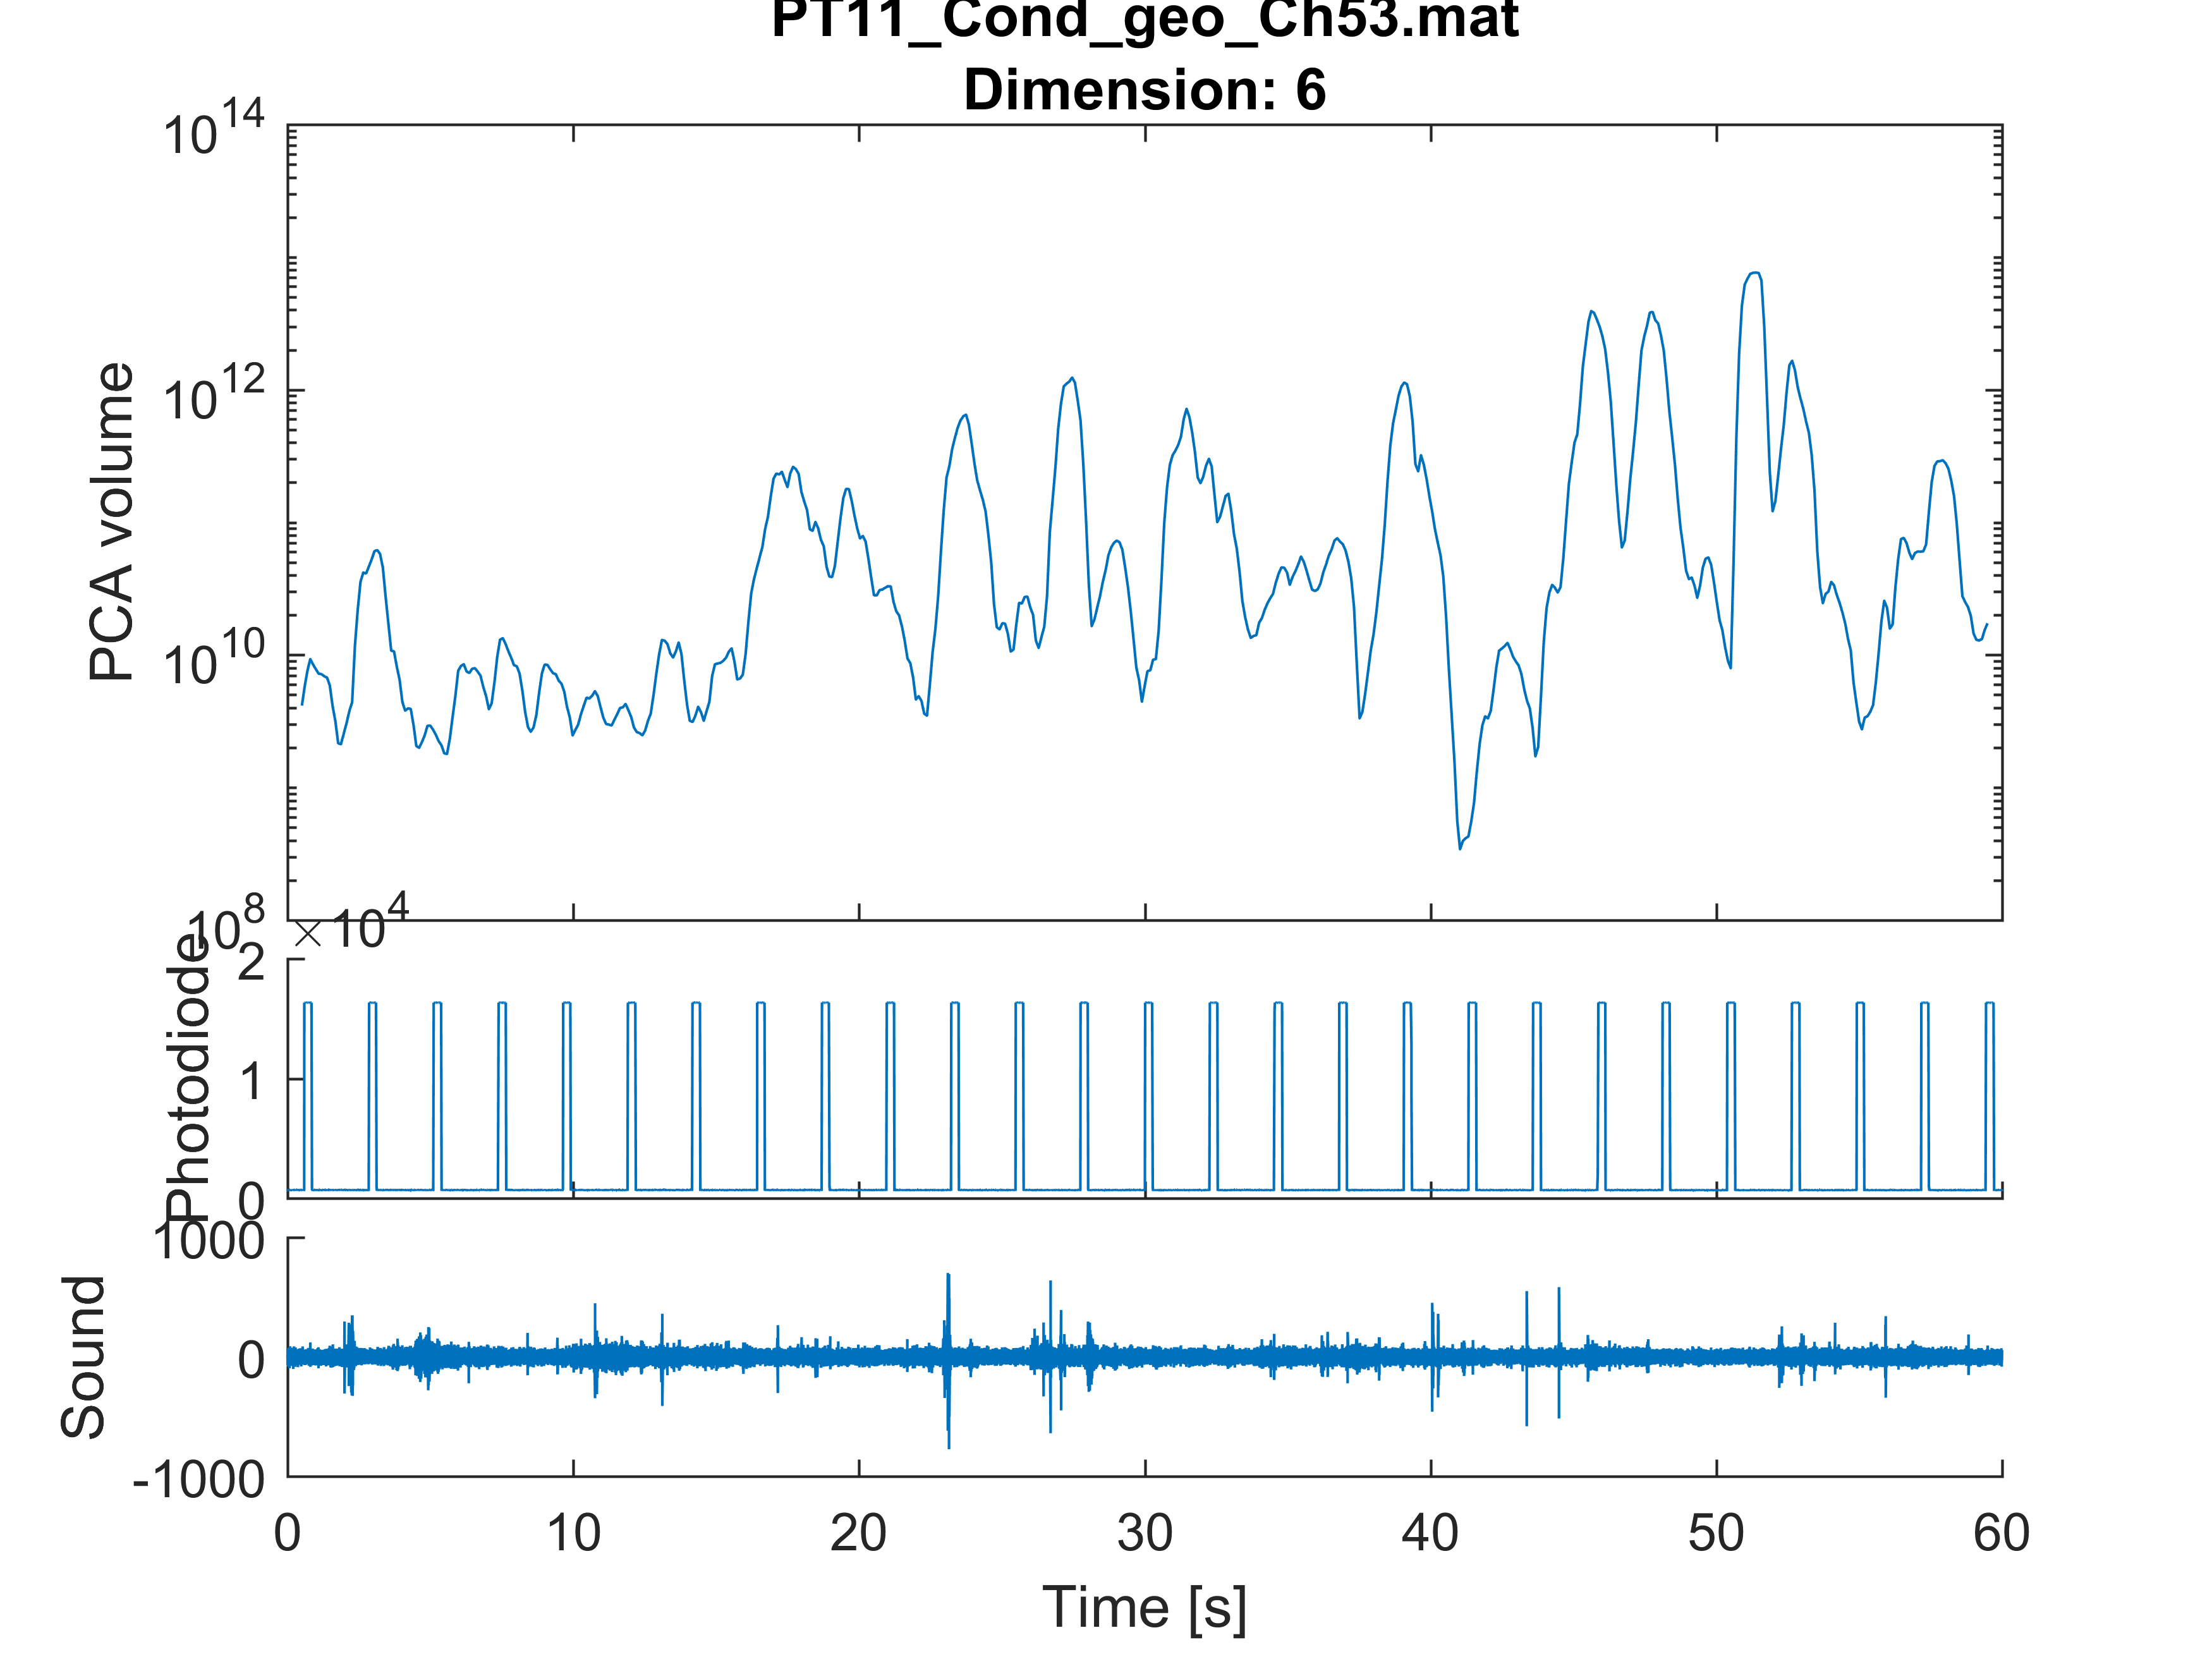 PT11_Cond_geo_Ch53.mat
Dimension: 6
10^14
10^12
10^10
10^8
PCA volume
× 10^4
2
1
0
Photodiode
1000
0
-1000
Sound
0 10 20 30 40 50 60
Time [s]